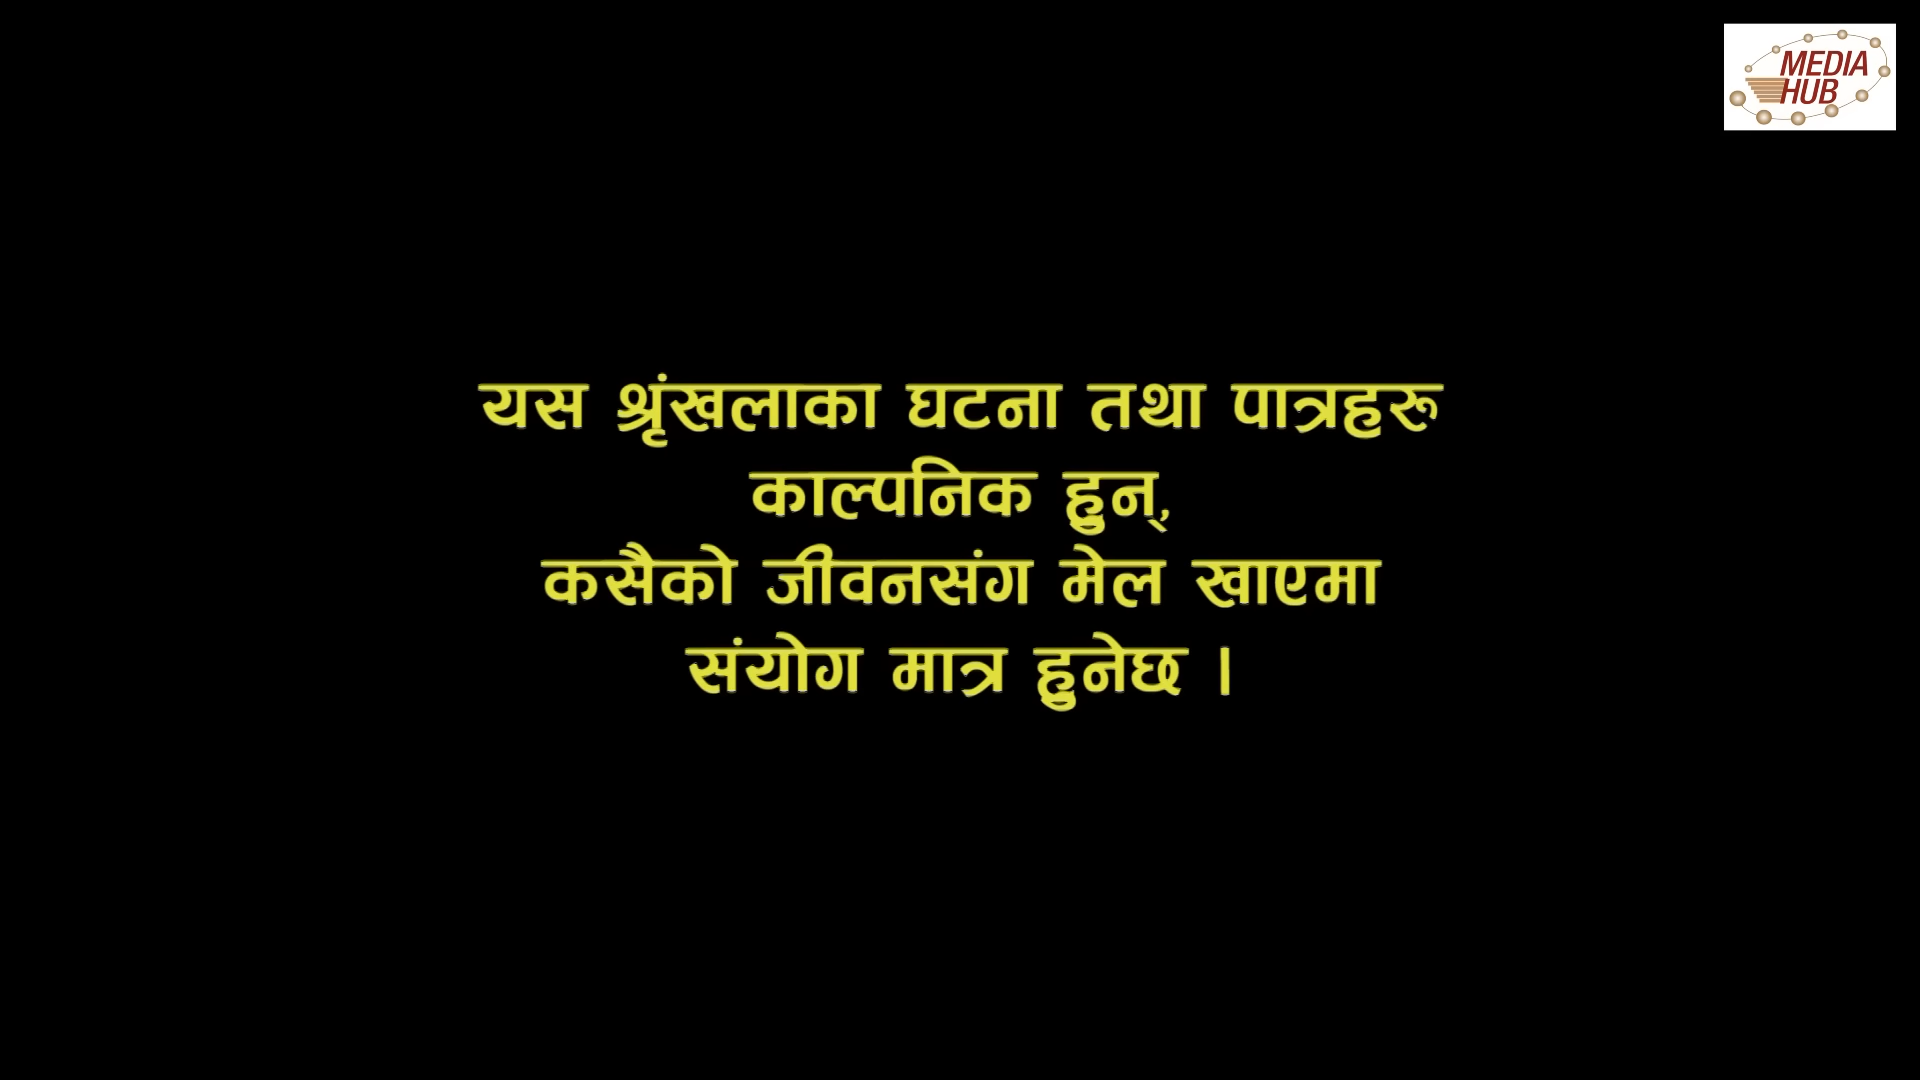 MEDIA
HUB
यस श्रृंखलाका घटना तथा पात्रहरू
काल्पनिक हुन्,
कसैको जीवनसंग मेल खाएमा
संयोग मात्र हुनेछ ।